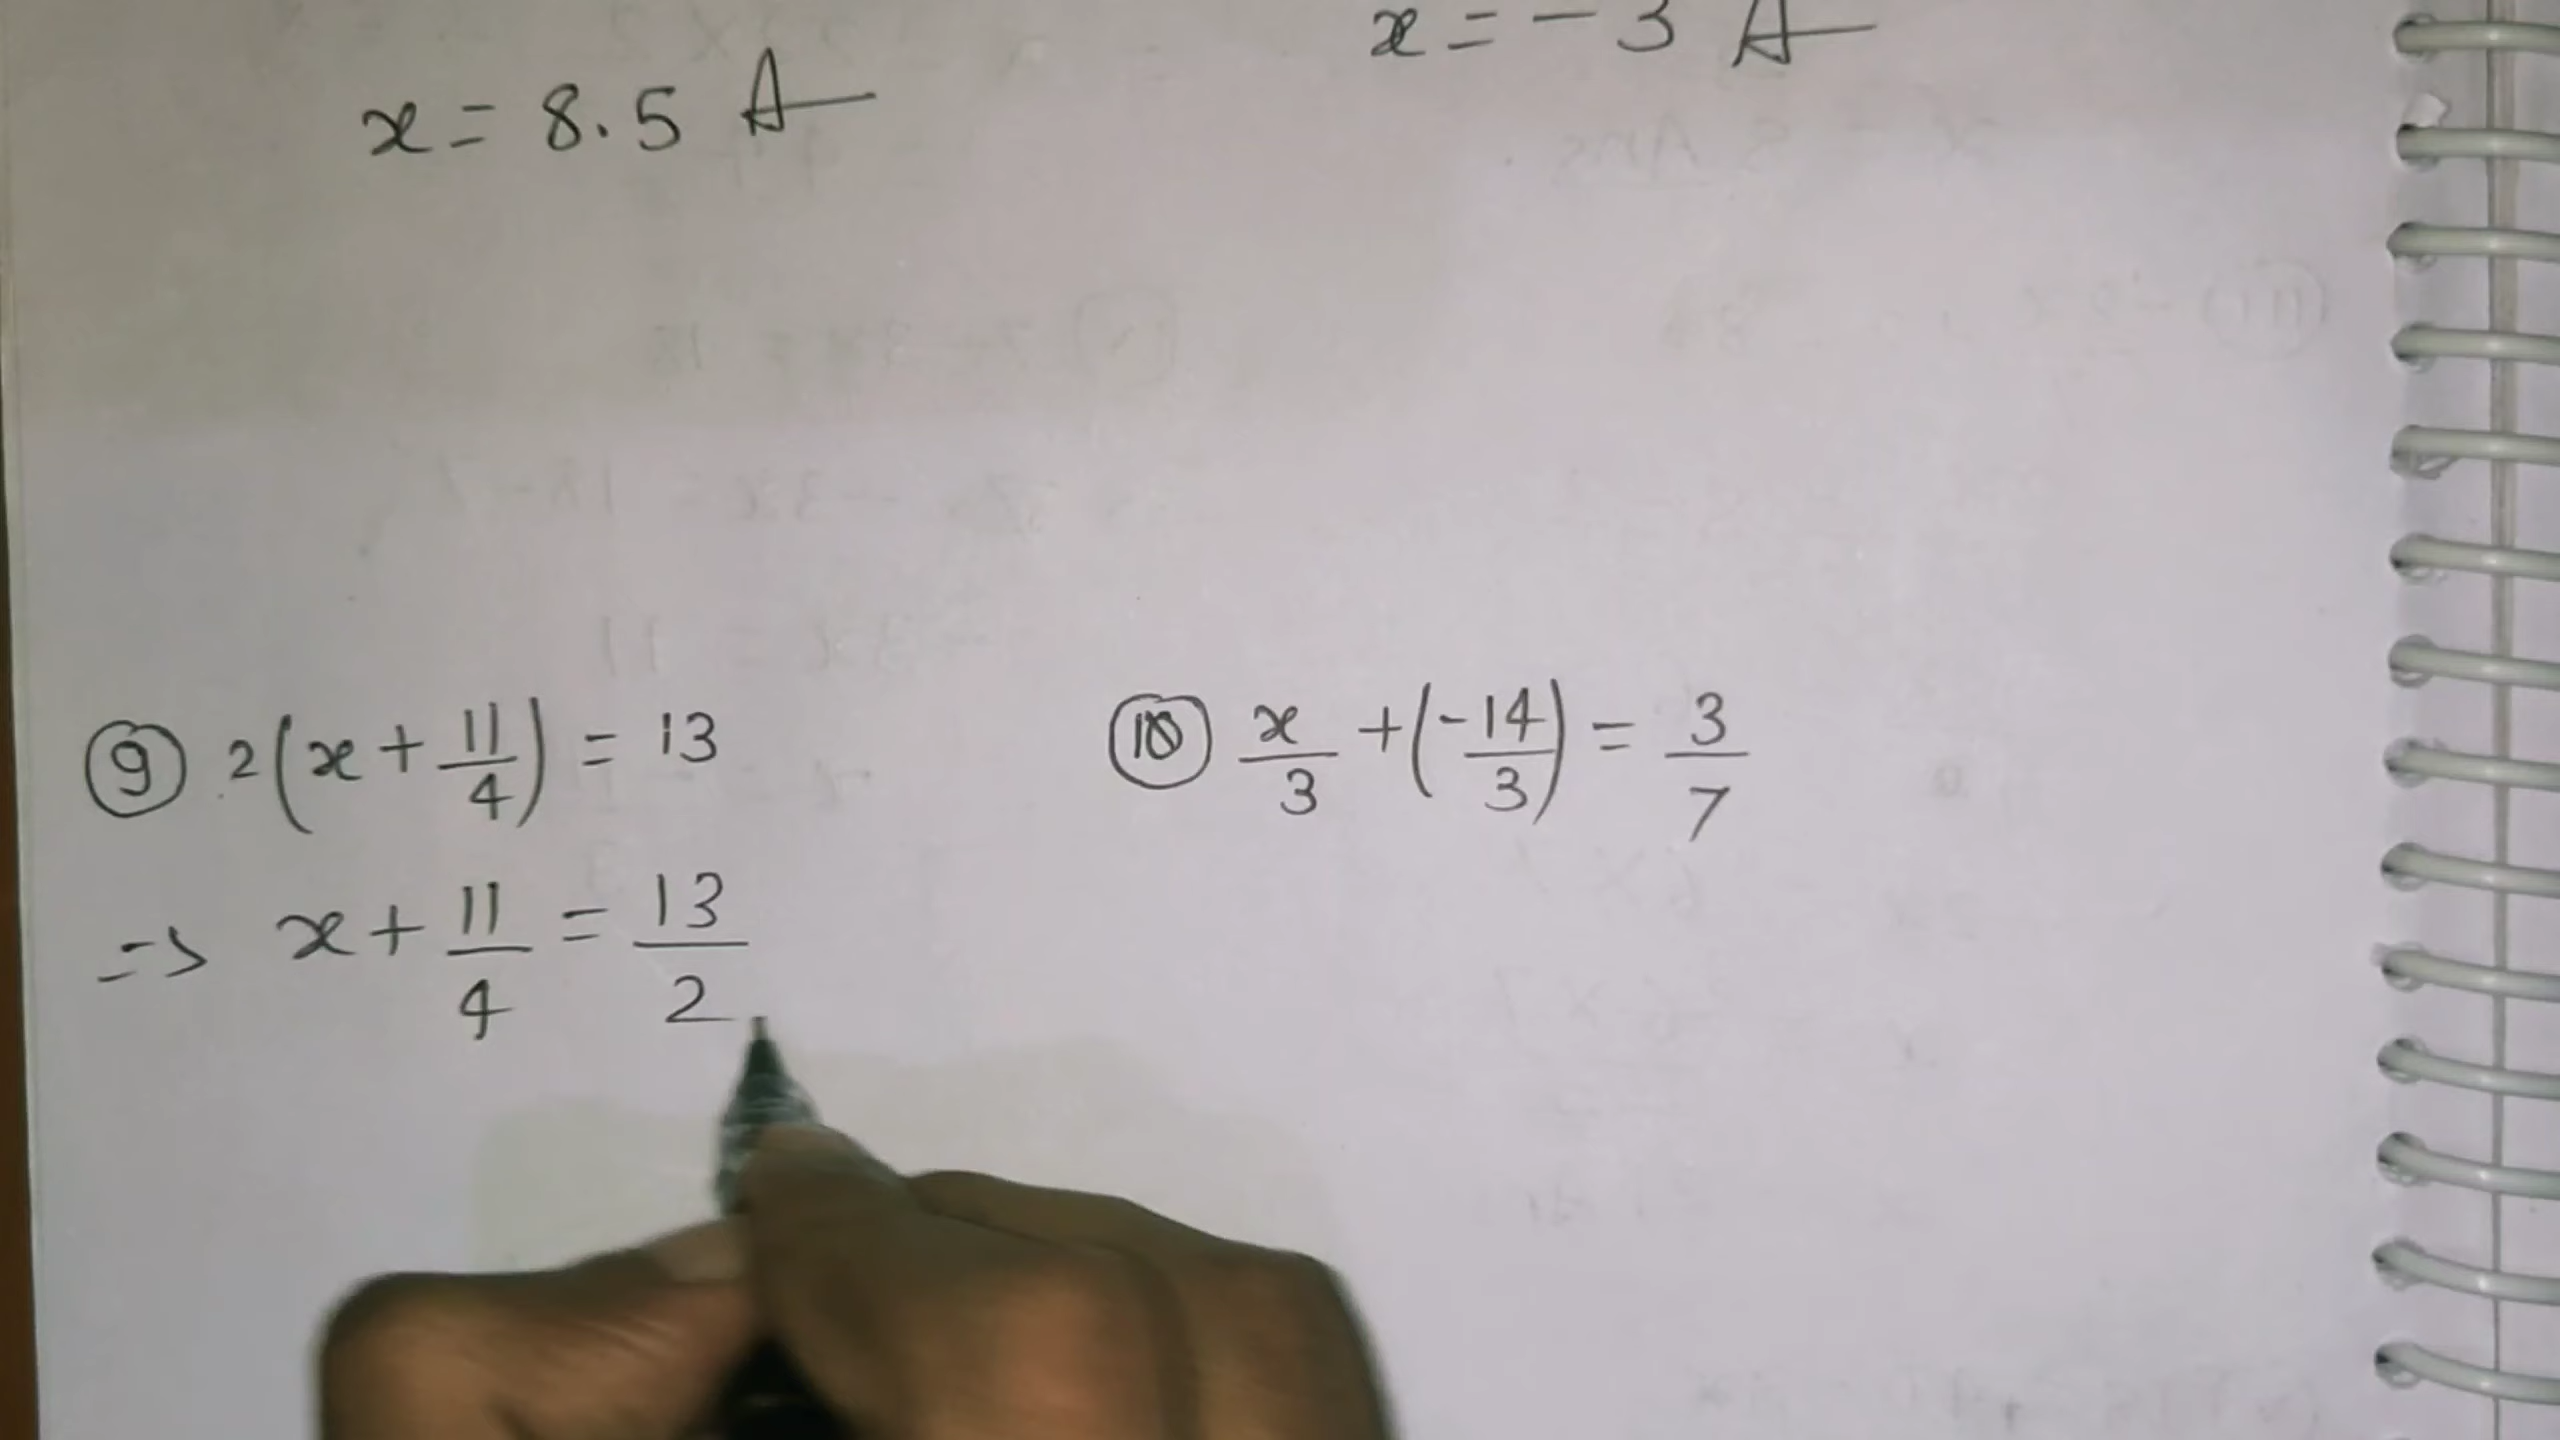 x = 8.5 A
x = - 3 A
⑨ 2(x + 11/4) = 13
=> x + 11/4 = 13/2
⑩ x/3 + (-14/3) = 3/7